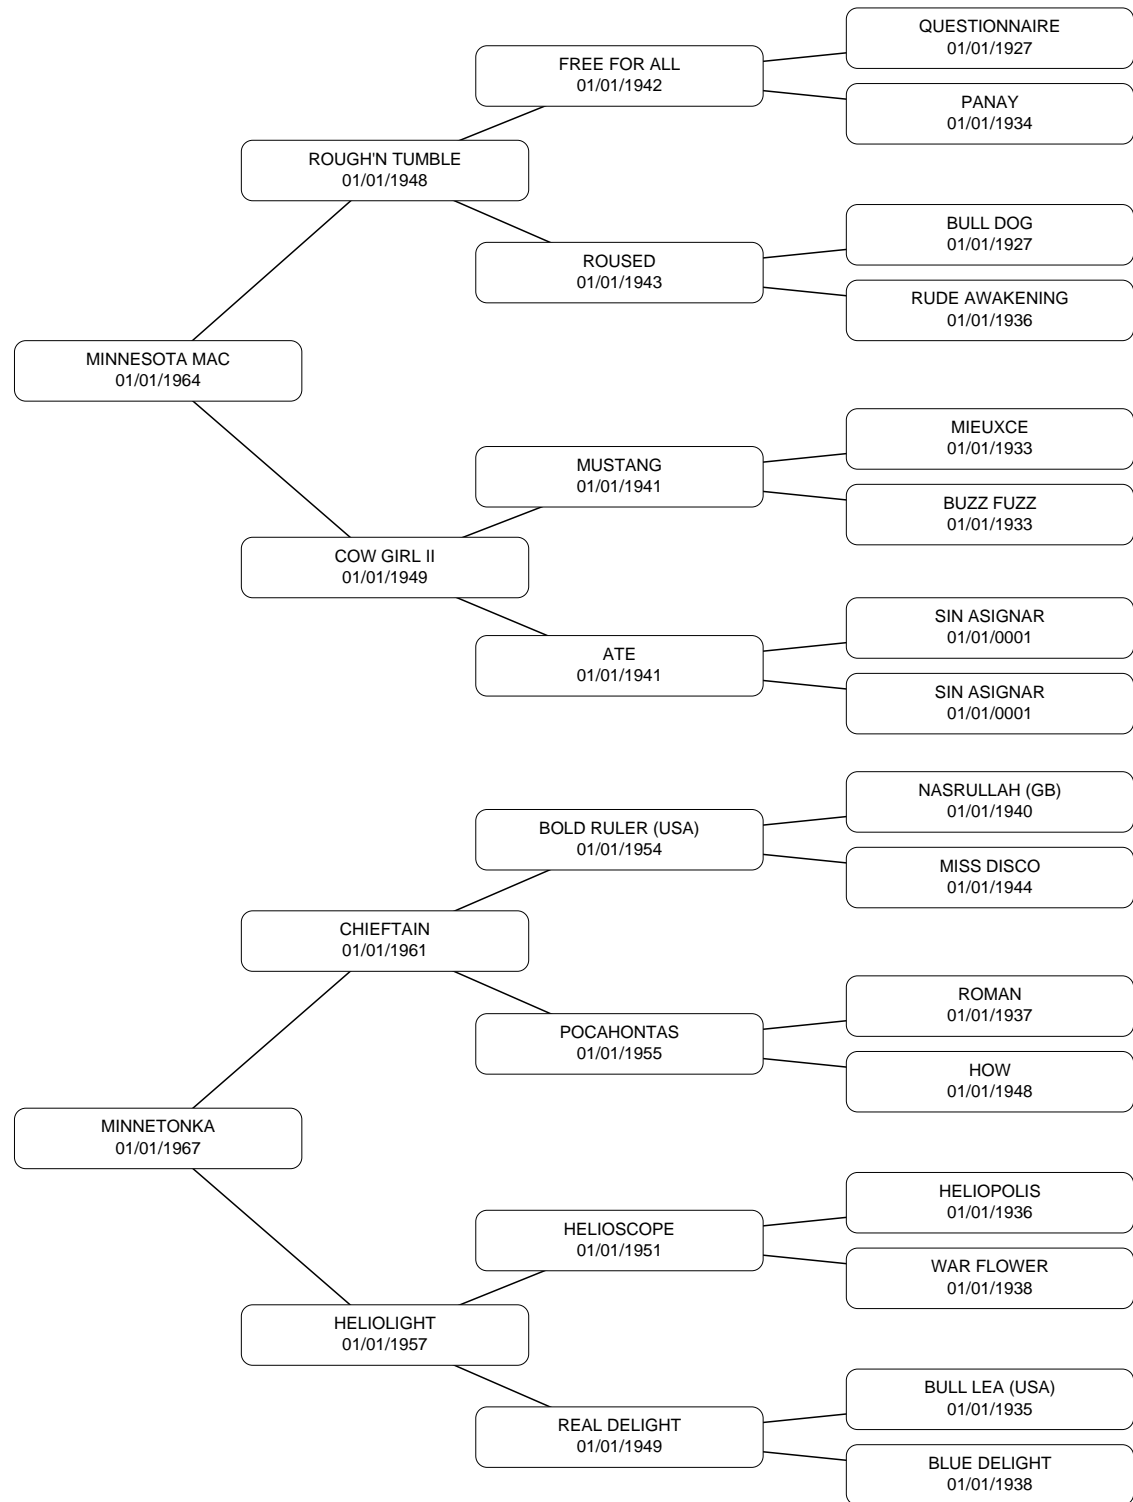 QUESTIONNAIRE
01/01/1927
FREE FOR ALL
01/01/1942
PANAY
01/01/1934
ROUGH'N TUMBLE
01/01/1948
BULL DOG
01/01/1927
ROUSED
01/01/1943
RUDE AWAKENING
01/01/1936
MINNESOTA MAC
01/01/1964
MIEUXCE
01/01/1933
MUSTANG
01/01/1941
BUZZ FUZZ
01/01/1933
COW GIRL II
01/01/1949
SIN ASIGNAR
01/01/0001
ATE
01/01/1941
SIN ASIGNAR
01/01/0001
NASRULLAH (GB)
01/01/1940
BOLD RULER (USA)
01/01/1954
MISS DISCO
01/01/1944
CHIEFTAIN
01/01/1961
ROMAN
01/01/1937
POCAHONTAS
01/01/1955
HOW
01/01/1948
MINNETONKA
01/01/1967
HELIOPOLIS
01/01/1936
HELIOSCOPE
01/01/1951
WAR FLOWER
01/01/1938
HELIOLIGHT
01/01/1957
BULL LEA (USA)
01/01/1935
REAL DELIGHT
01/01/1949
BLUE DELIGHT
01/01/1938